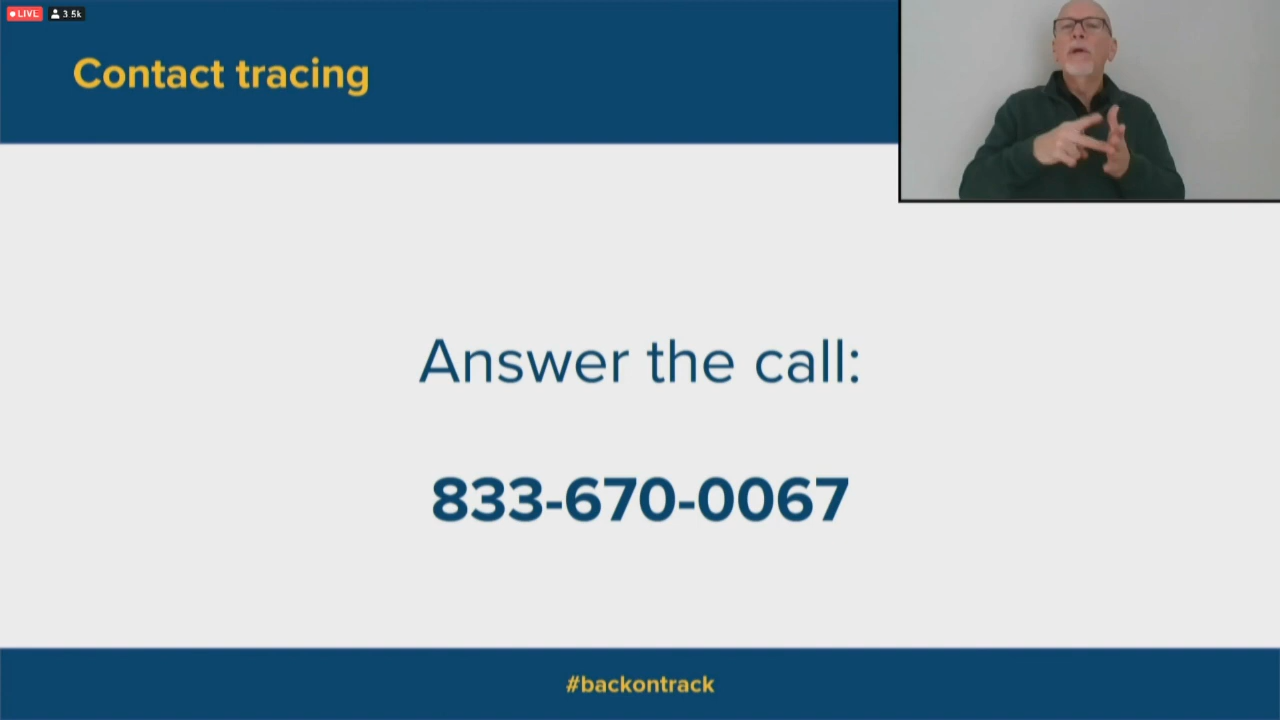 LIVE
3.5k
Contact tracing
Answer the call:
833-670-0067
#backontrack